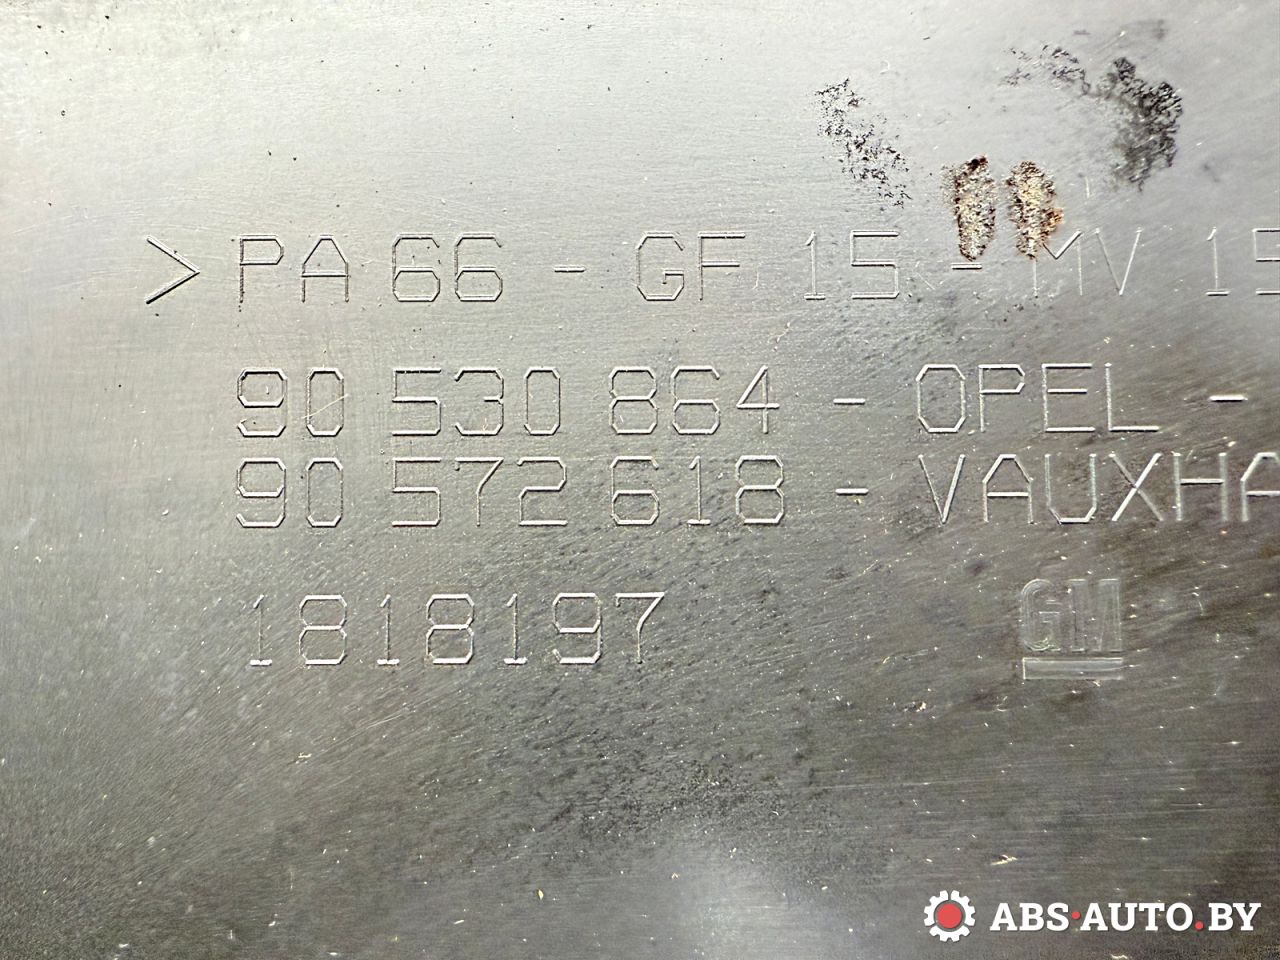 >PA 66 - GF 15 - MV 15
90 530 864 - OPEL -
90 572 618 - VAUXHA
1818197
GM
ABS·AUTO.BY